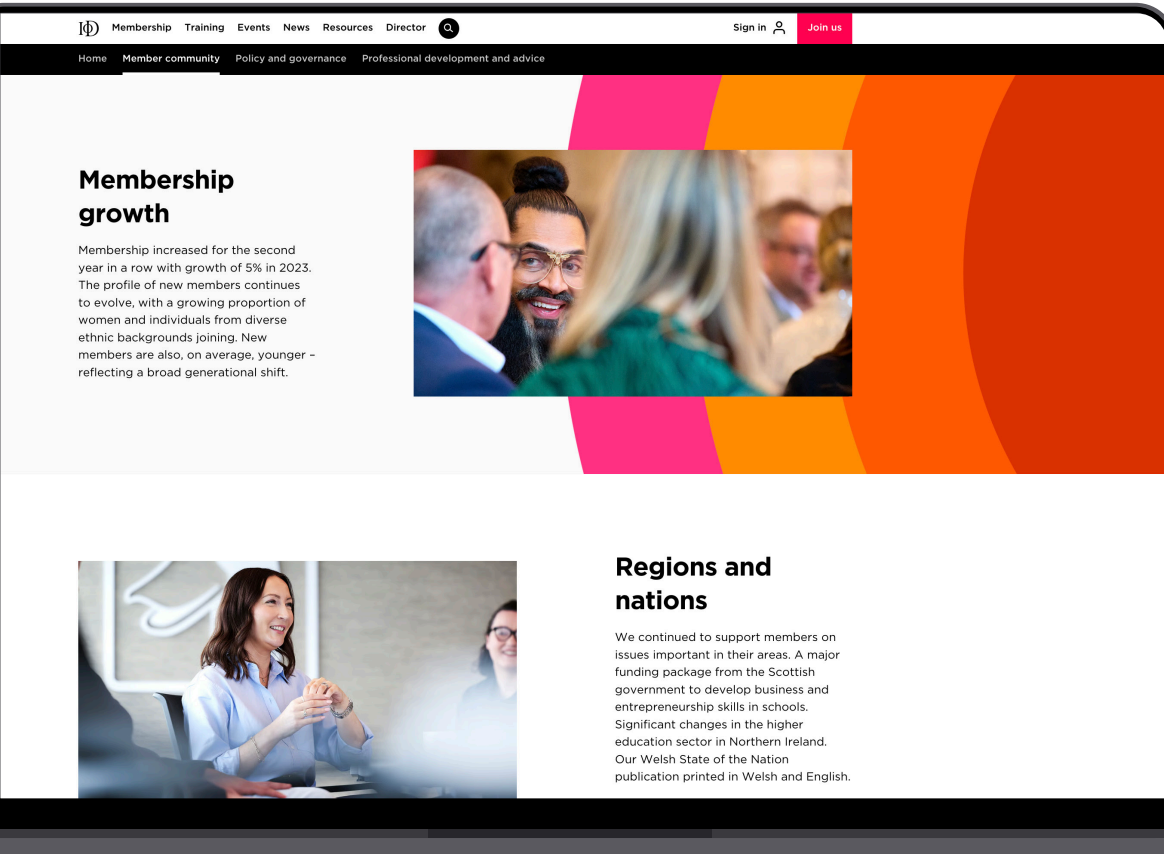 IoD
Membership Training Events News Resources Director
Sign in
Join us
Home Member community Policy and governance Professional development and advice
Membership
growth
Membership increased for the second
year in a row with growth of 5% in 2023.
The profile of new members continues
to evolve, with a growing proportion of
women and individuals from diverse
ethnic backgrounds joining. New
members are also, on average, younger –
reflecting a broad generational shift.
Regions and
nations
We continued to support members on
issues important in their areas. A major
funding package from the Scottish
government to develop business and
entrepreneurship skills in schools.
Significant changes in the higher
education sector in Northern Ireland.
Our Welsh State of the Nation
publication printed in Welsh and English.